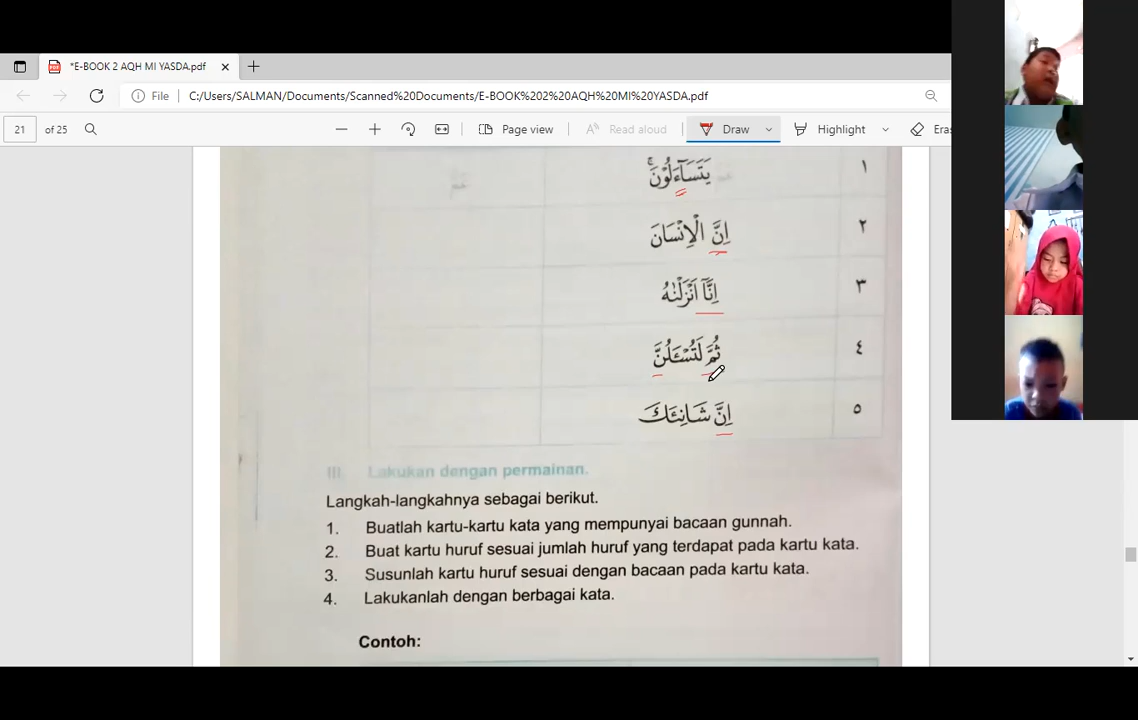 *E-BOOK 2 AQH MI YASDA.pdf
File C:/Users/SALMAN/Documents/Scanned%20Documents/E-BOOK%202%20AQH%20MI%20YASDA.pdf
21 of 25 Page view Read aloud Draw Highlight Eras
١ يَتَسَآءَلُوْنَۚ عَمَّ
٢ اِنَّ الْاِنْسَانَ
٣ اِنَّآ اَنْزَلْنٰهُ
٤ ثُمَّ لَتُسْـَٔلُنَّ
٥ اِنَّ شَانِئَكَ
III. Lakukan dengan permainan.
Langkah-langkahnya sebagai berikut.
1. Buatlah kartu-kartu kata yang mempunyai bacaan gunnah.
2. Buat kartu huruf sesuai jumlah huruf yang terdapat pada kartu kata.
3. Susunlah kartu huruf sesuai dengan bacaan pada kartu kata.
4. Lakukanlah dengan berbagai kata.
Contoh: